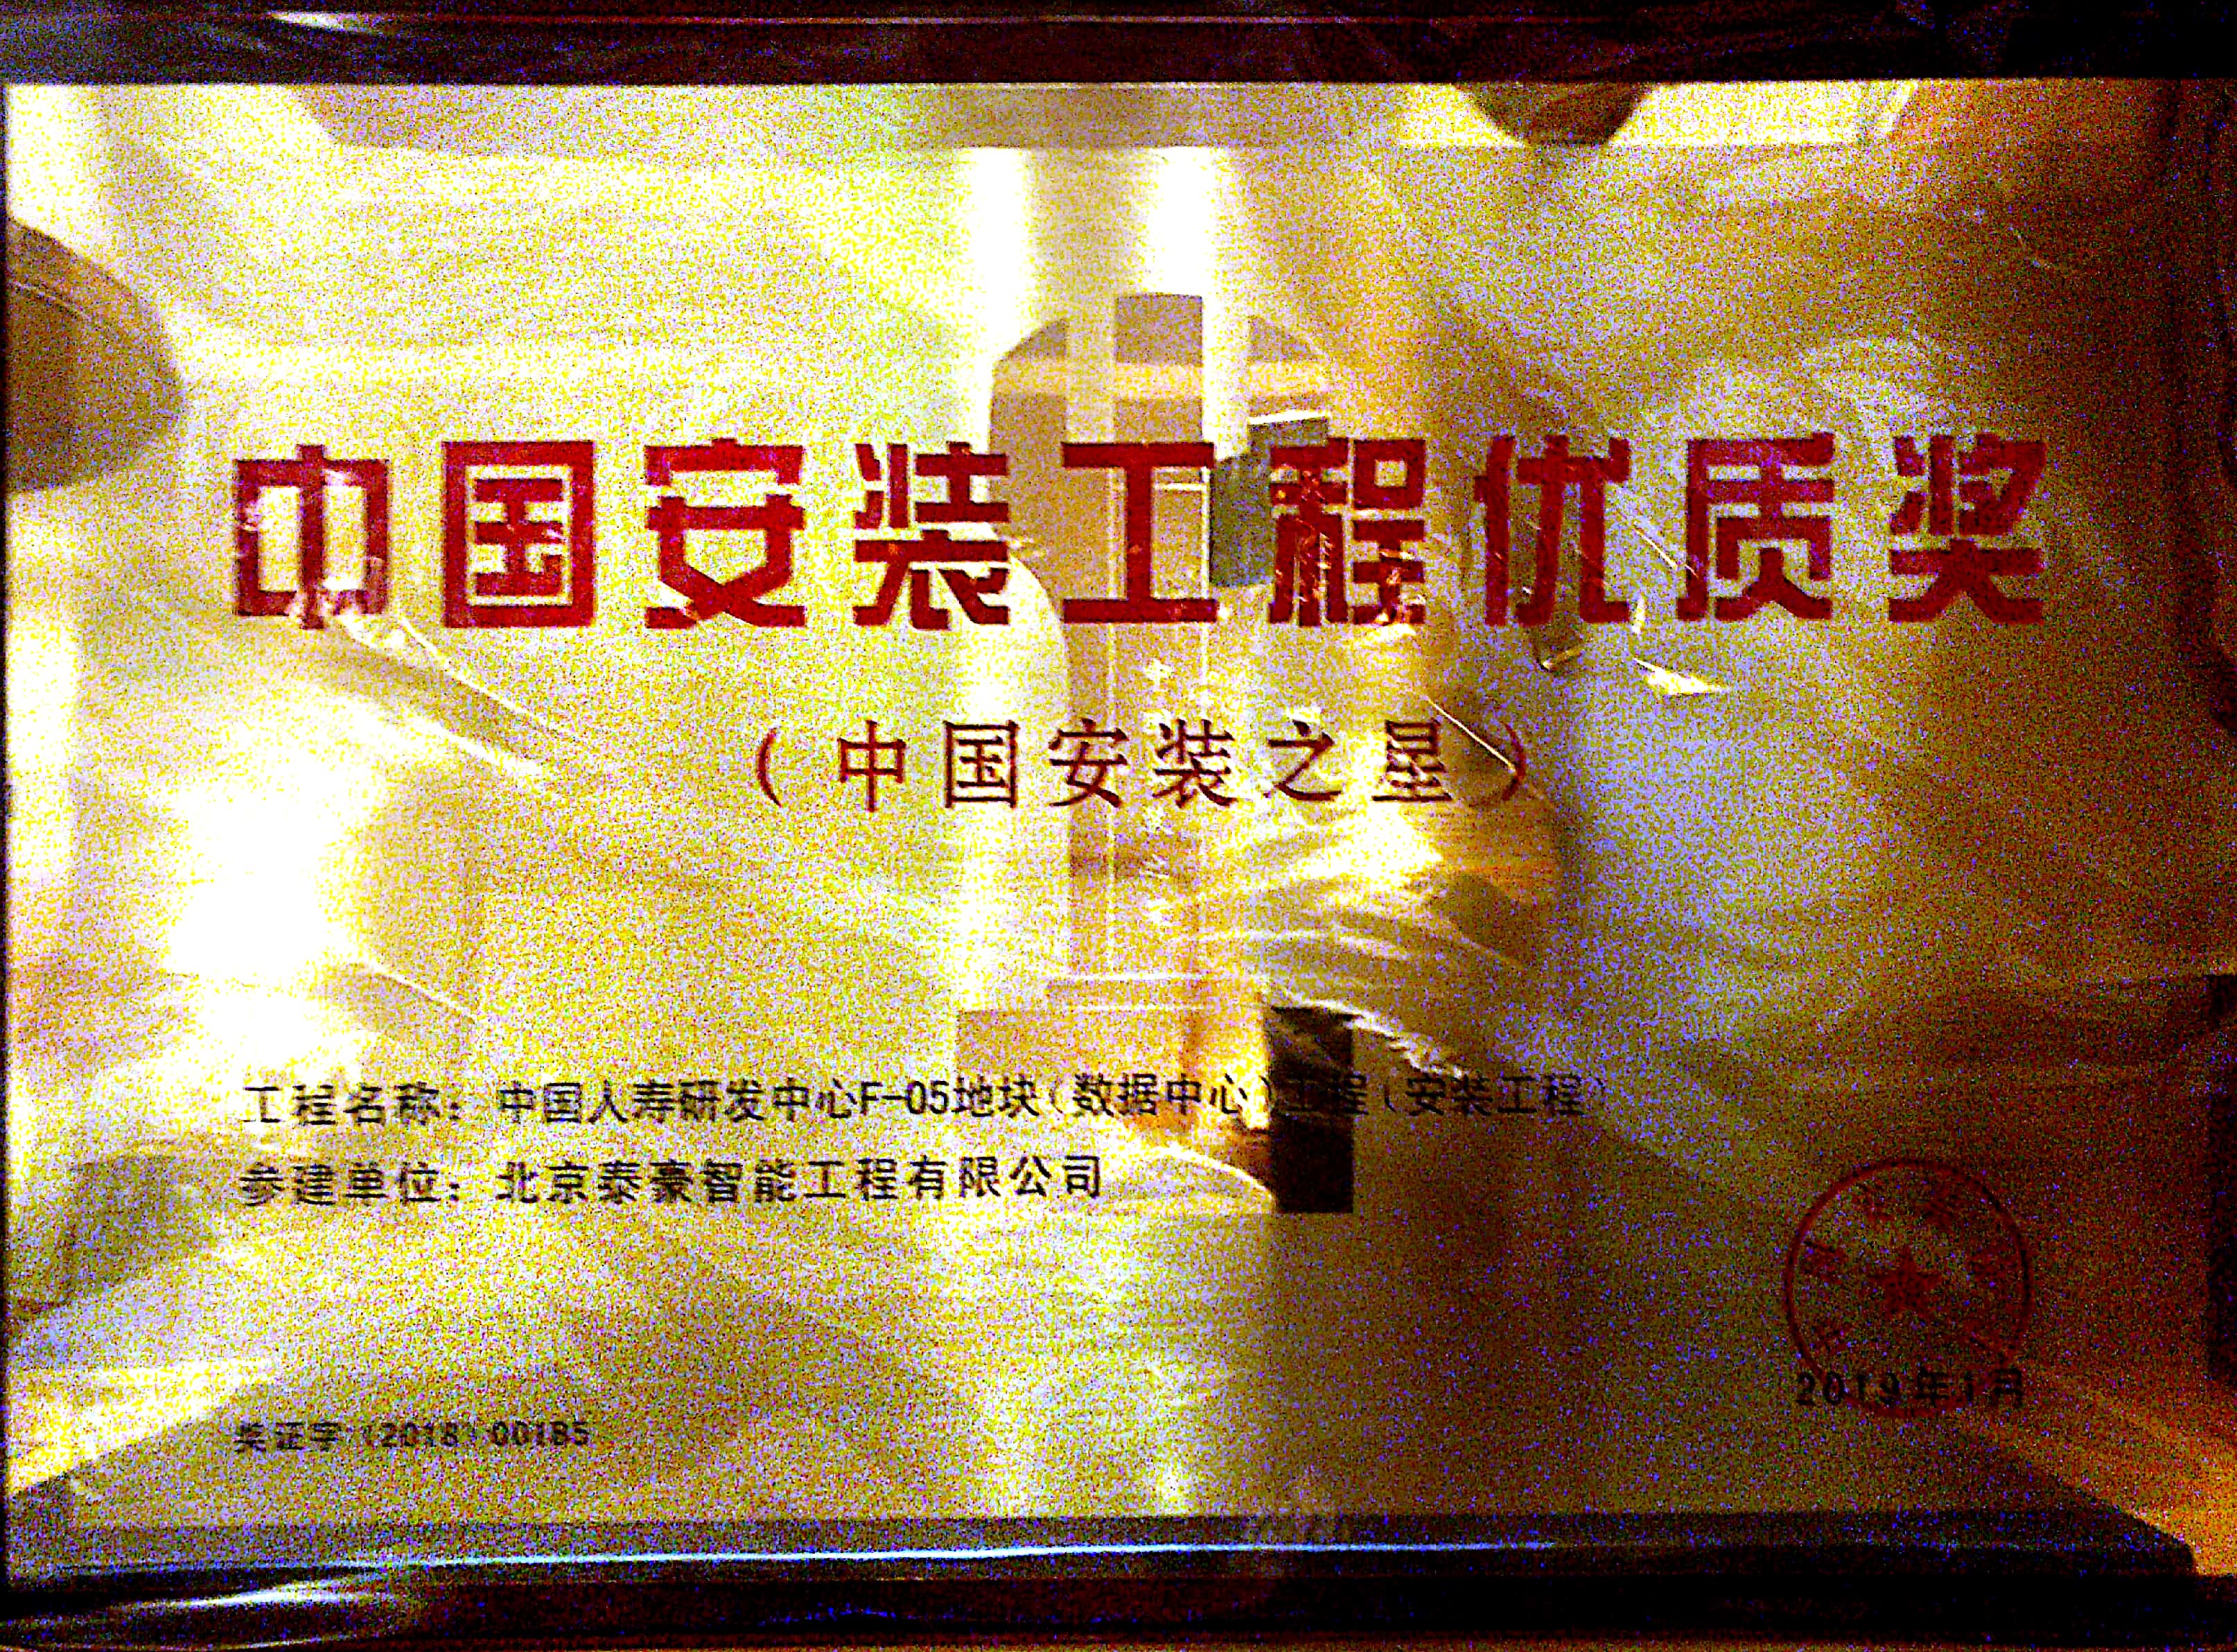 中国安装工程优质奖
（中国安装之星）
工程名称：中国人寿研发中心F-05地块（数据中心）工程（安装工程）
参建单位：北京泰豪智能工程有限公司
2019年1月
奖证字（2018）00185